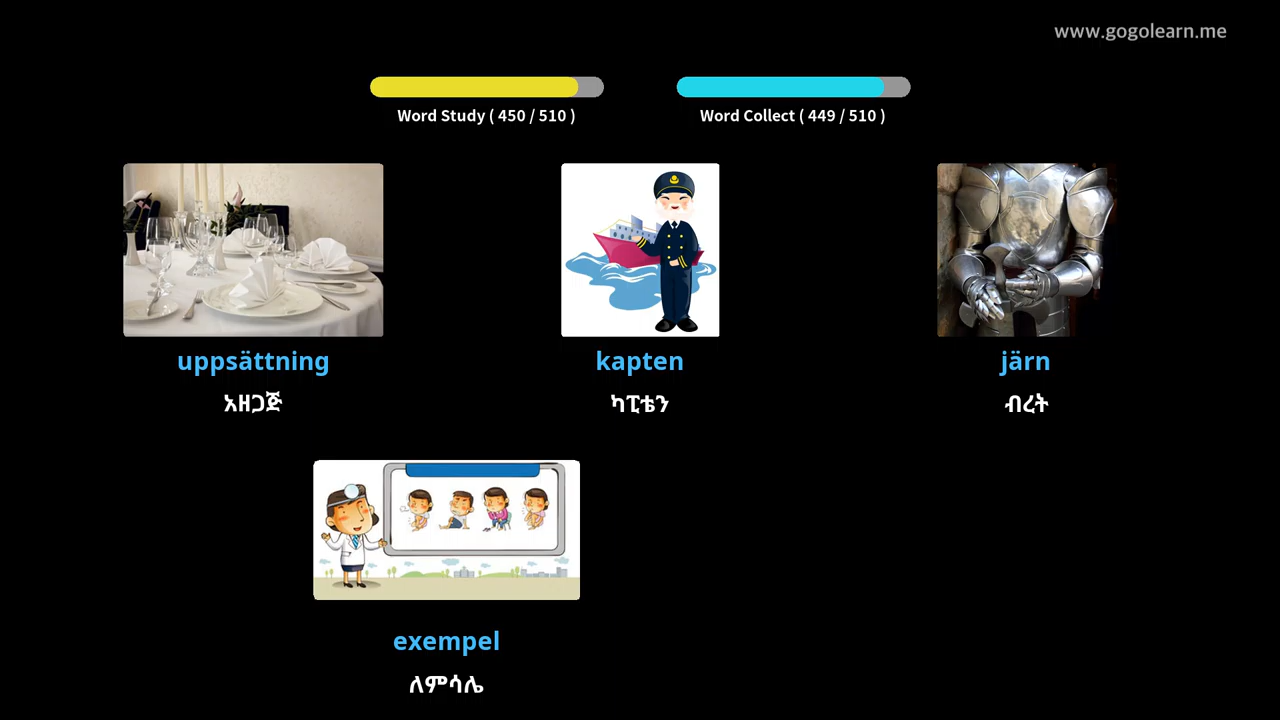 www.gogolearn.me
Word Study ( 450 / 510 )
Word Collect ( 449 / 510 )
uppsättning
kapten
järn
አዘጋጅ
ካፒቴን
ብረት
exempel
ለምሳሌ